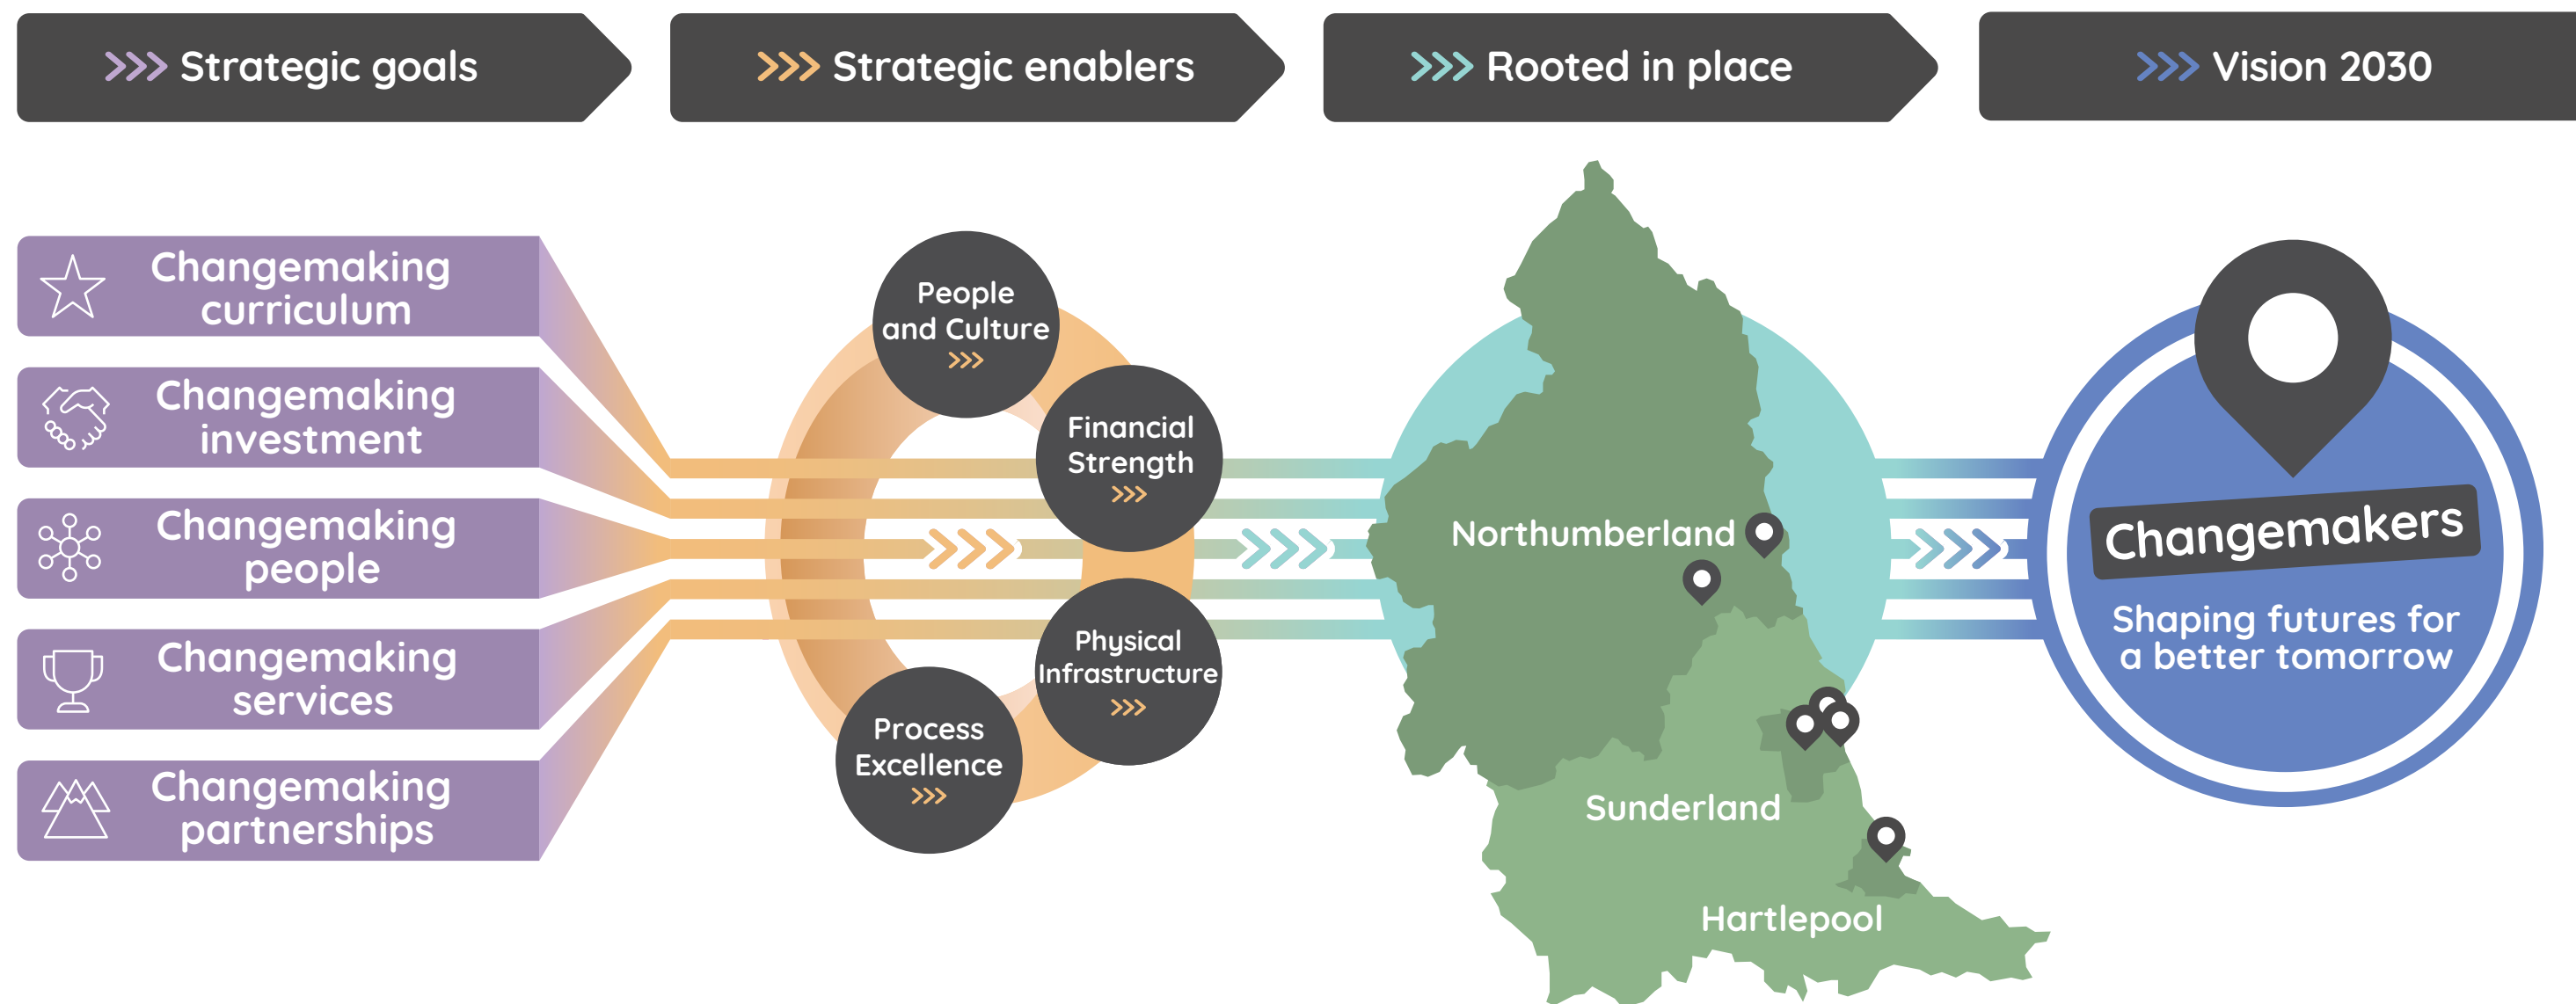 Strategic goals
Strategic enablers
Rooted in place
Vision 2030
Changemaking
curriculum
Changemaking
investment
Changemaking
people
Changemaking
services
Changemaking
partnerships
People
and Culture
Financial
Strength
Physical
Infrastructure
Process
Excellence
Northumberland
Sunderland
Hartlepool
Changemakers
Shaping futures for
a better tomorrow